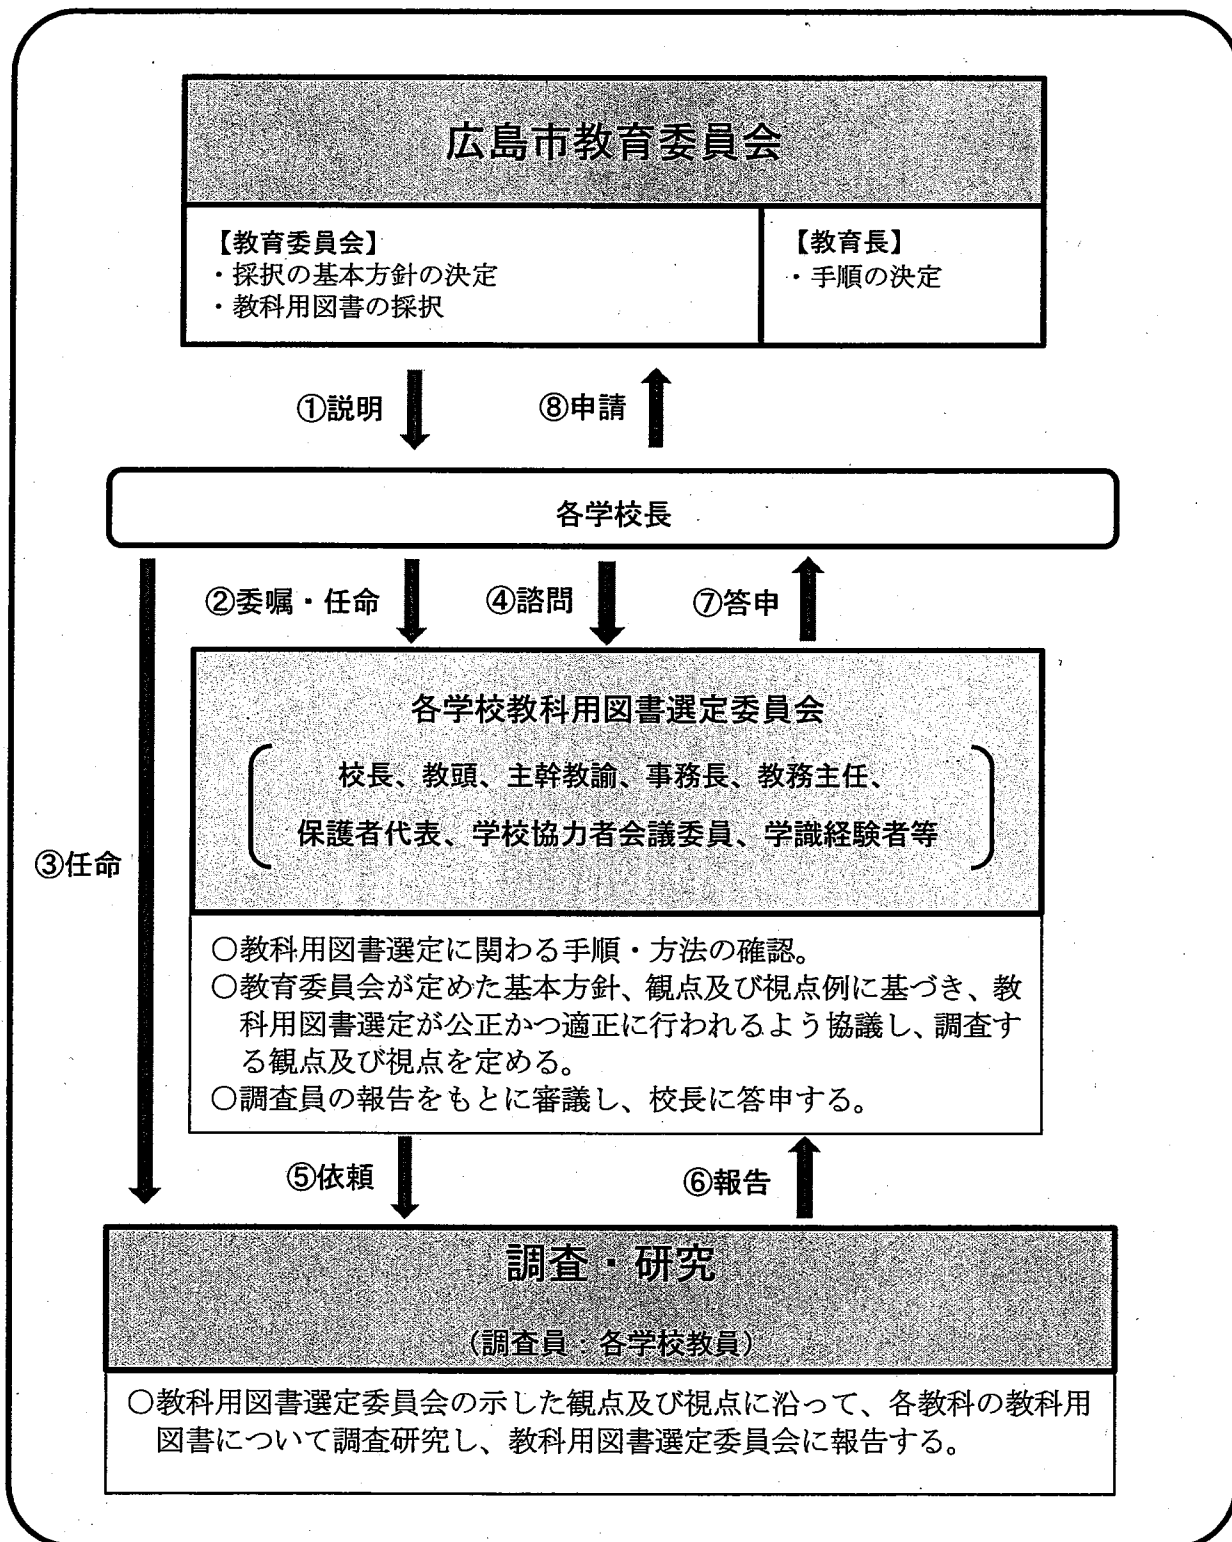 広島市教育委員会
【教育委員会】
・採択の基本方針の決定
・教科用図書の採択
【教育長】
・手順の決定
①説明
⑧申請
各学校長
②委嘱・任命
④諮問
⑦答申
各学校教科用図書選定委員会
校長、教頭、主幹教諭、事務長、教務主任、
保護者代表、学校協力者会議委員、学識経験者等
③任命
○教科用図書選定に関わる手順・方法の確認。
○教育委員会が定めた基本方針、観点及び視点例に基づき、教
科用図書選定が公正かつ適正に行われるよう協議し、調査す
る観点及び視点を定める。
○調査員の報告をもとに審議し、校長に答申する。
⑤依頼
⑥報告
調査・研究
(調査員：各学校教員)
○教科用図書選定委員会の示した観点及び視点に沿って、各教科の教科用
図書について調査研究し、教科用図書選定委員会に報告する。